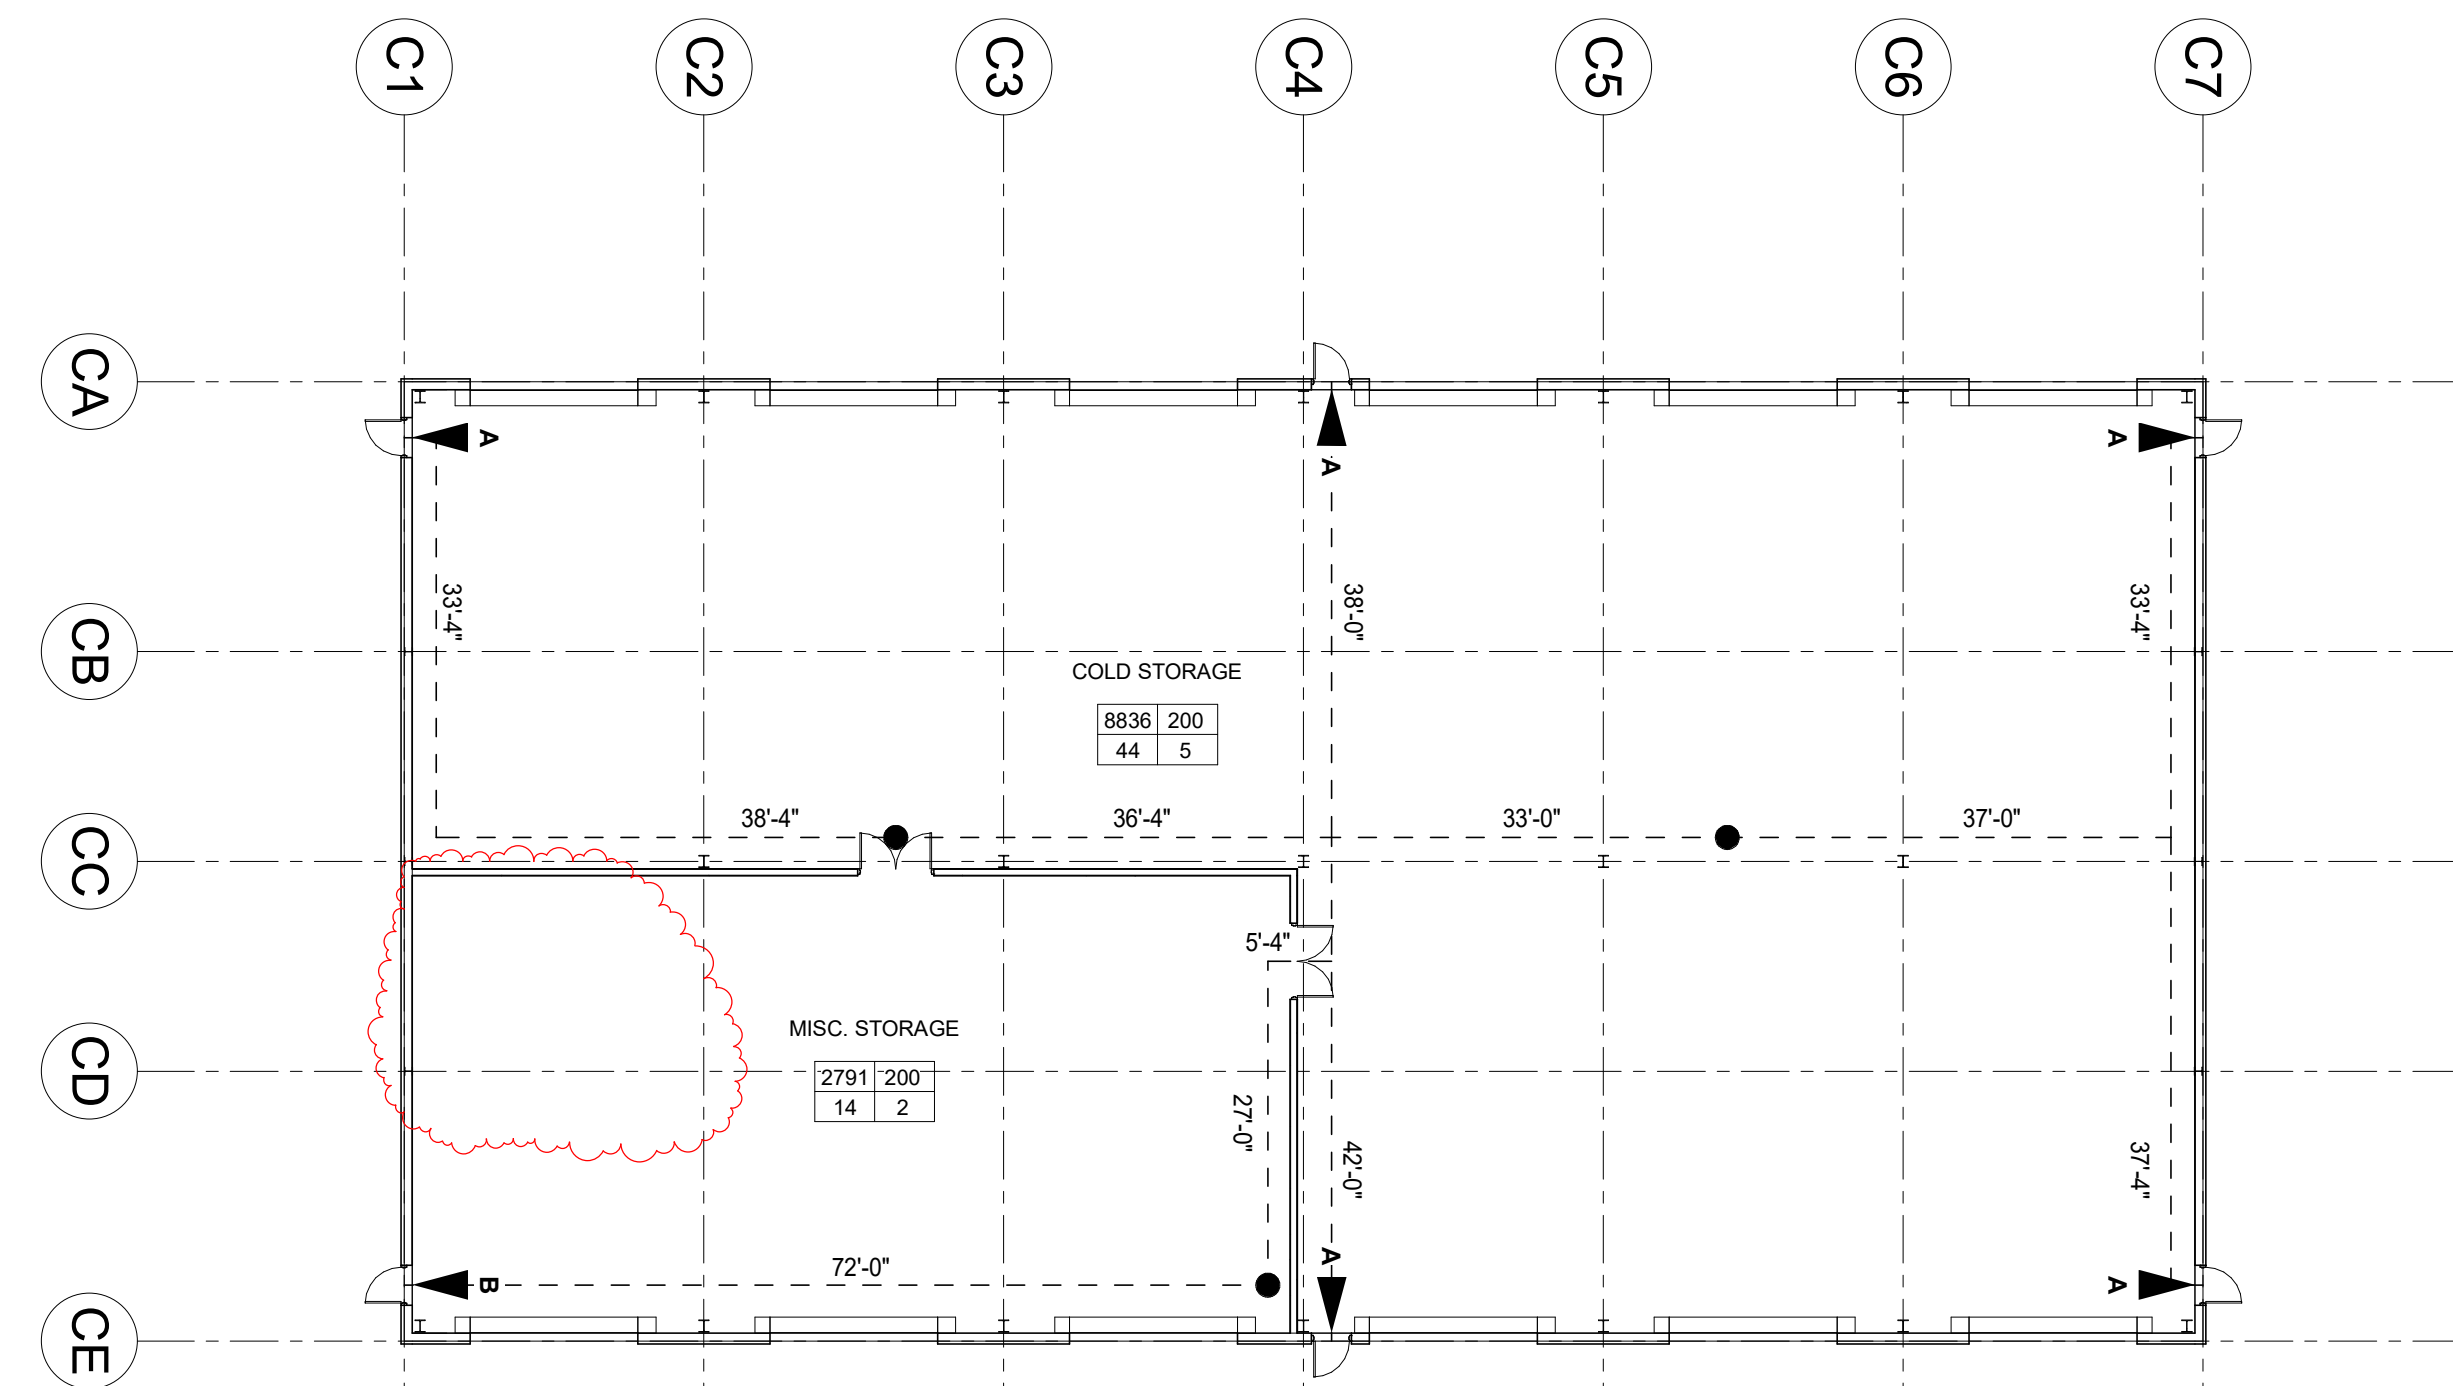 C1 C2 C3 C4 C5 C6 C7
CA
A A A
33'-4" 38'-0" 33'-4"
CB
COLD STORAGE
8836 200
44 5
38'-4" 36'-4" 33'-0" 37'-0"
CC
5'-4"
MISC. STORAGE
CD
2791 200
14 2
27'-0" 42'-0" 37'-4"
72'-0"
B A A
CE